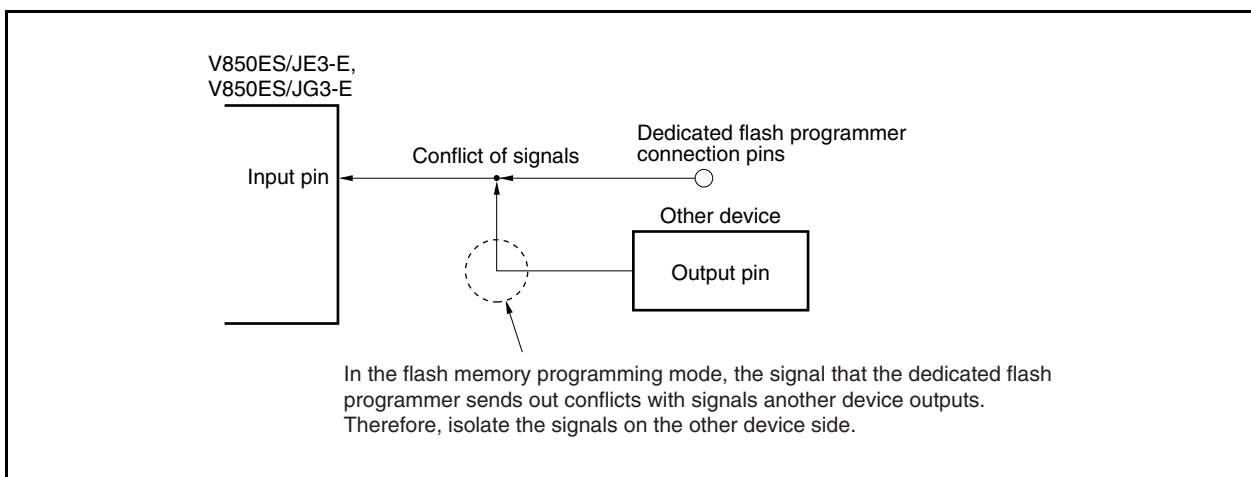 V850ES/JE3-E,
V850ES/JG3-E
Dedicated flash programmer
connection pins
Conflict of signals
Input pin
Other device
Output pin
In the flash memory programming mode, the signal that the dedicated flash
programmer sends out conflicts with signals another device outputs.
Therefore, isolate the signals on the other device side.